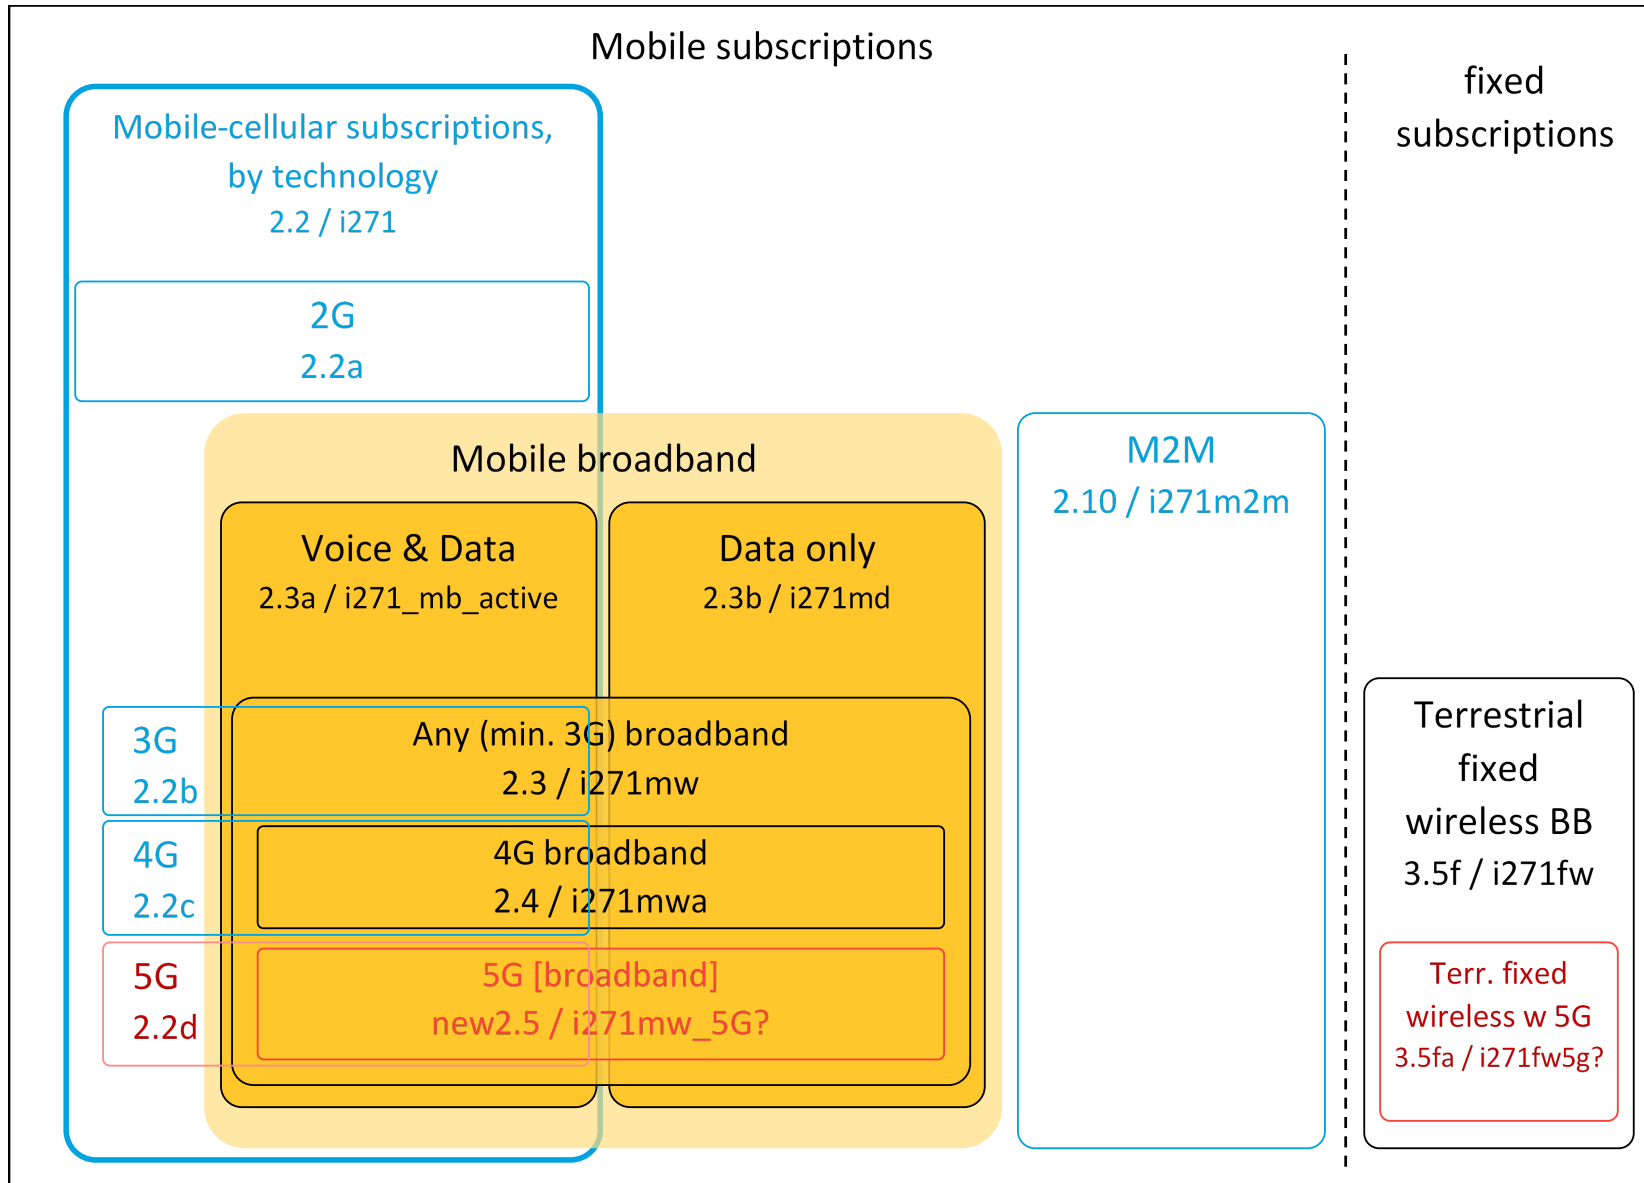 Mobile subscriptions
fixed
subscriptions
Mobile-cellular subscriptions,
by technology
2.2 / i271
2G
2.2a
Mobile broadband
M2M
2.10 / i271m2m
Voice & Data
2.3a / i271_mb_active
Data only
2.3b / i271md
3G
2.2b
Any (min. 3G) broadband
2.3 / i271mw
4G
2.2c
4G broadband
2.4 / i271mwa
5G
2.2d
5G [broadband]
new2.5 / i271mw_5G?
Terrestrial
fixed
wireless BB
3.5f / i271fw
Terr. fixed
wireless w 5G
3.5fa / i271fw5g?